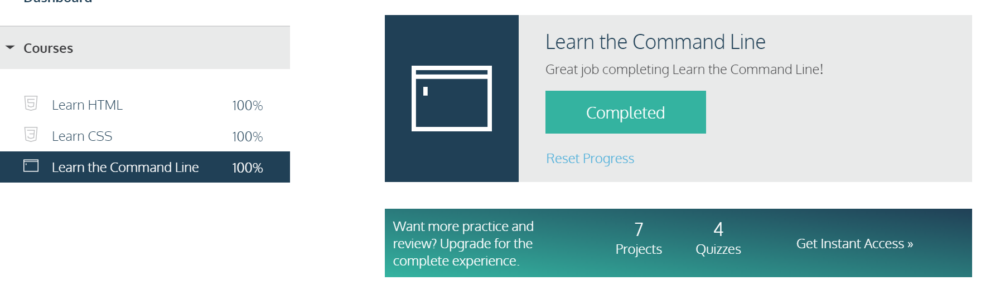 Dashboard
Courses
Learn HTML 100%
Learn CSS 100%
Learn the Command Line 100%
Learn the Command Line
Great job completing Learn the Command Line!
Completed
Reset Progress
Want more practice and
review? Upgrade for the
complete experience.
7
Projects
4
Quizzes
Get Instant Access »